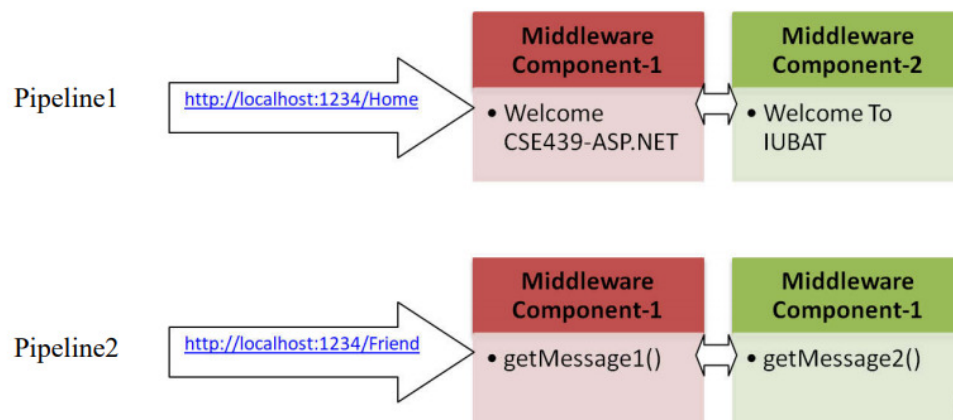 Pipeline1
http://localhost:1234/Home
Middleware
Component-1
• Welcome
CSE439-ASP.NET
Middleware
Component-2
• Welcome To
IUBAT
Pipeline2
http://localhost:1234/Friend
Middleware
Component-1
• getMessage1()
Middleware
Component-1
• getMessage2()